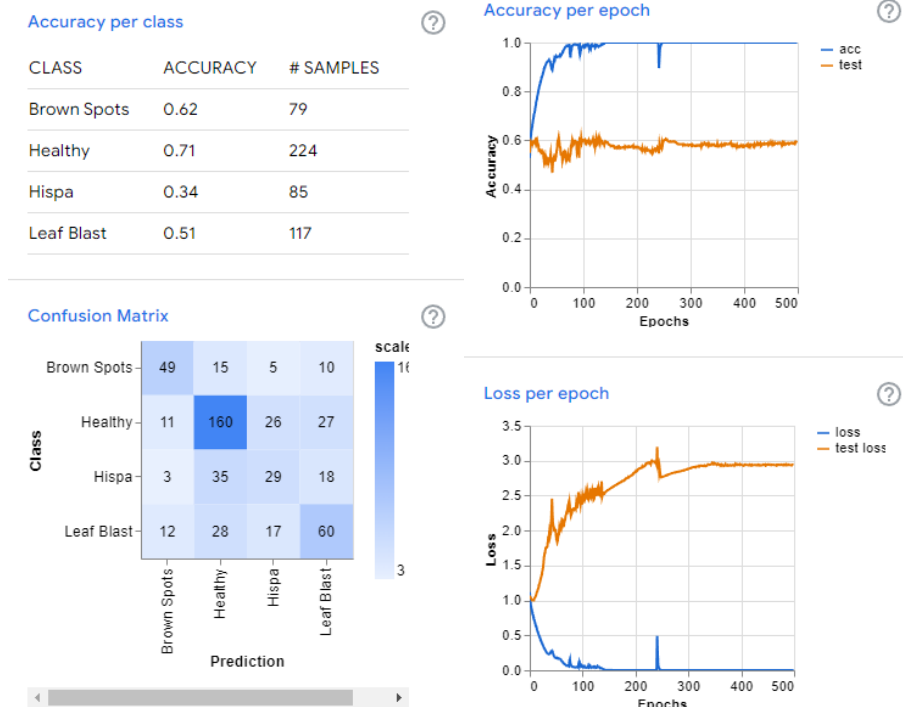 Accuracy per class
?
CLASS ACCURACY # SAMPLES
Brown Spots 0.62 79
Healthy 0.71 224
Hispa 0.34 85
Leaf Blast 0.51 117
Confusion Matrix
?
scale
Brown Spots 49 15 5 10
16
Healthy 11 160 26 27
Class
Hispa 3 35 29 18
Leaf Blast 12 28 17 60
3
Brown Spots
Healthy
Hispa
Leaf Blast
Prediction
Accuracy per epoch
?
1.0
0.8
0.6
0.4
0.2
0.0
Accuracy
0 100 200 300 400 500
Epochs
acc
test
Loss per epoch
?
3.5
3.0
2.5
2.0
1.5
1.0
0.5
0.0
Loss
0 100 200 300 400 500
Epochs
loss
test loss